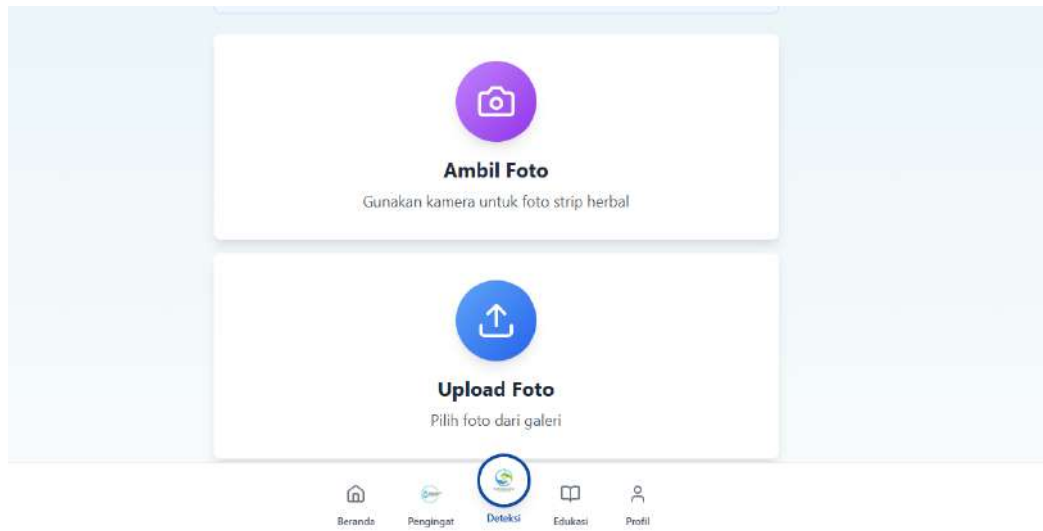 Ambil Foto
Gunakan kamera untuk foto strip herbal
Upload Foto
Pilih foto dari galeri
Beranda
Pengingat
Deteksi
Edukasi
Profil